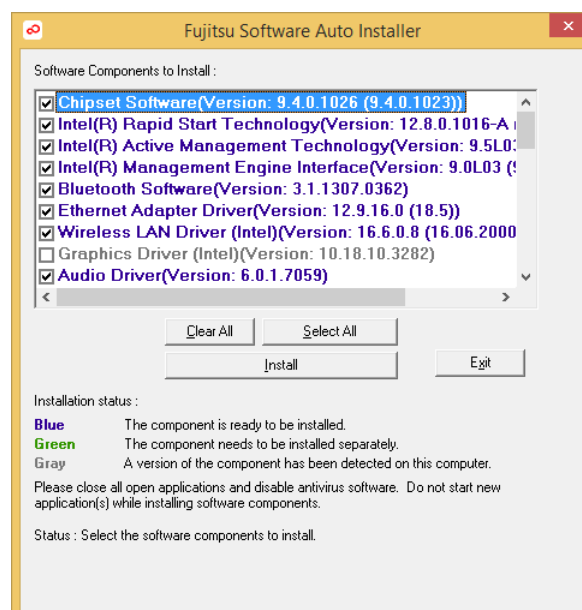 Fujitsu Software Auto Installer
Software Components to Install :
Chipset Software(Version: 9.4.0.1026 (9.4.0.1023))
Intel(R) Rapid Start Technology(Version: 12.8.0.1016-A
Intel(R) Active Management Technology(Version: 9.5L03
Intel(R) Management Engine Interface(Version: 9.0L03 (9
Bluetooth Software(Version: 3.1.1307.0362)
Ethernet Adapter Driver(Version: 12.9.16.0 (18.5))
Wireless LAN Driver (Intel)(Version: 16.6.0.8 (16.06.2000
Graphics Driver (Intel)(Version: 10.18.10.3282)
Audio Driver(Version: 6.0.1.7059)
Clear All Select All
Install Exit
Installation status :
Blue The component is ready to be installed.
Green The component needs to be installed separately.
Gray A version of the component has been detected on this computer.
Please close all open applications and disable antivirus software. Do not start new
application(s) while installing software components.
Status : Select the software components to install.